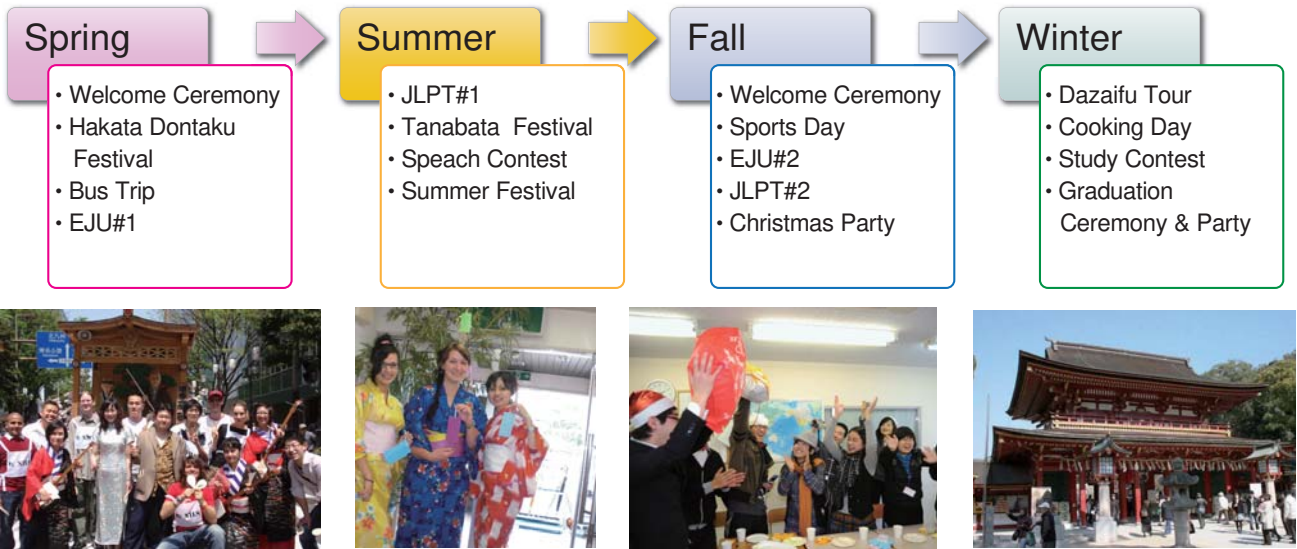 Spring
・Welcome Ceremony
・Hakata Dontaku
Festival
・Bus Trip
・EJU#1
Summer
・JLPT#1
・Tanabata Festival
・Speach Contest
・Summer Festival
Fall
・Welcome Ceremony
・Sports Day
・EJU#2
・JLPT#2
・Christmas Party
Winter
・Dazaifu Tour
・Cooking Day
・Study Contest
・Graduation
Ceremony & Party